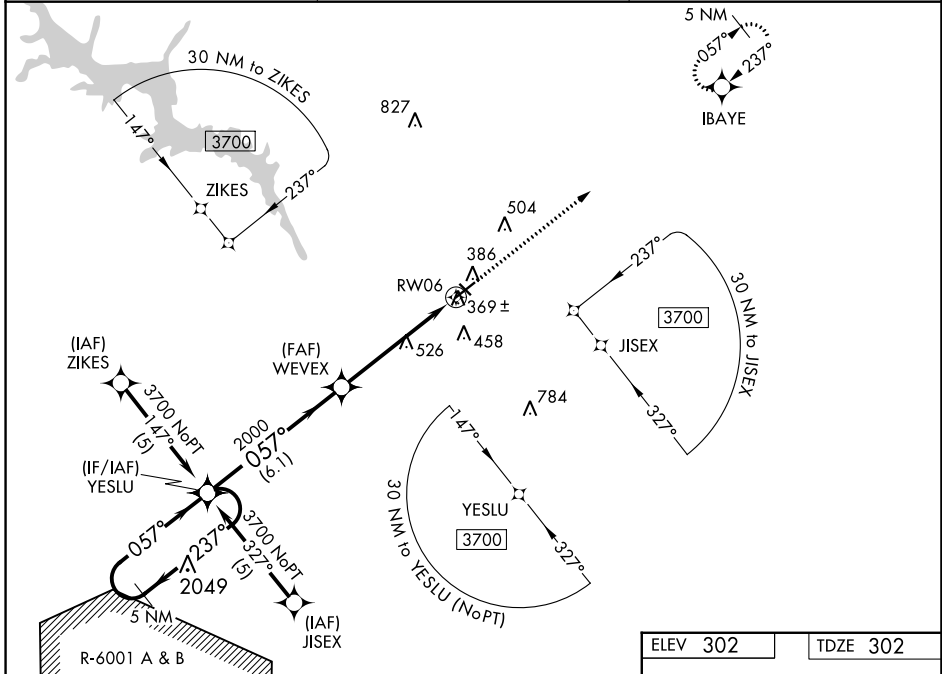 5 NM
057°
237°
IBAYE
30 NM to ZIKES
147°
3700
237°
ZIKES
827
504
386
RW06
369±
458
526
237°
30 NM to JISEX
3700
JISEX
327°
784
(FAF)
WEVEX
(IAF)
ZIKES
3700 NoPT
147°
(5)
2000
057°
(6.1)
(IF/IAF)
YESLU
147°
30 NM to YESLU (NoPT)
YESLU
3700
327°
057°
237°
2049
5 NM
3700 NoPT
327°
(5)
(IAF)
JISEX
R-6001 A & B
ELEV 302
TDZE 302